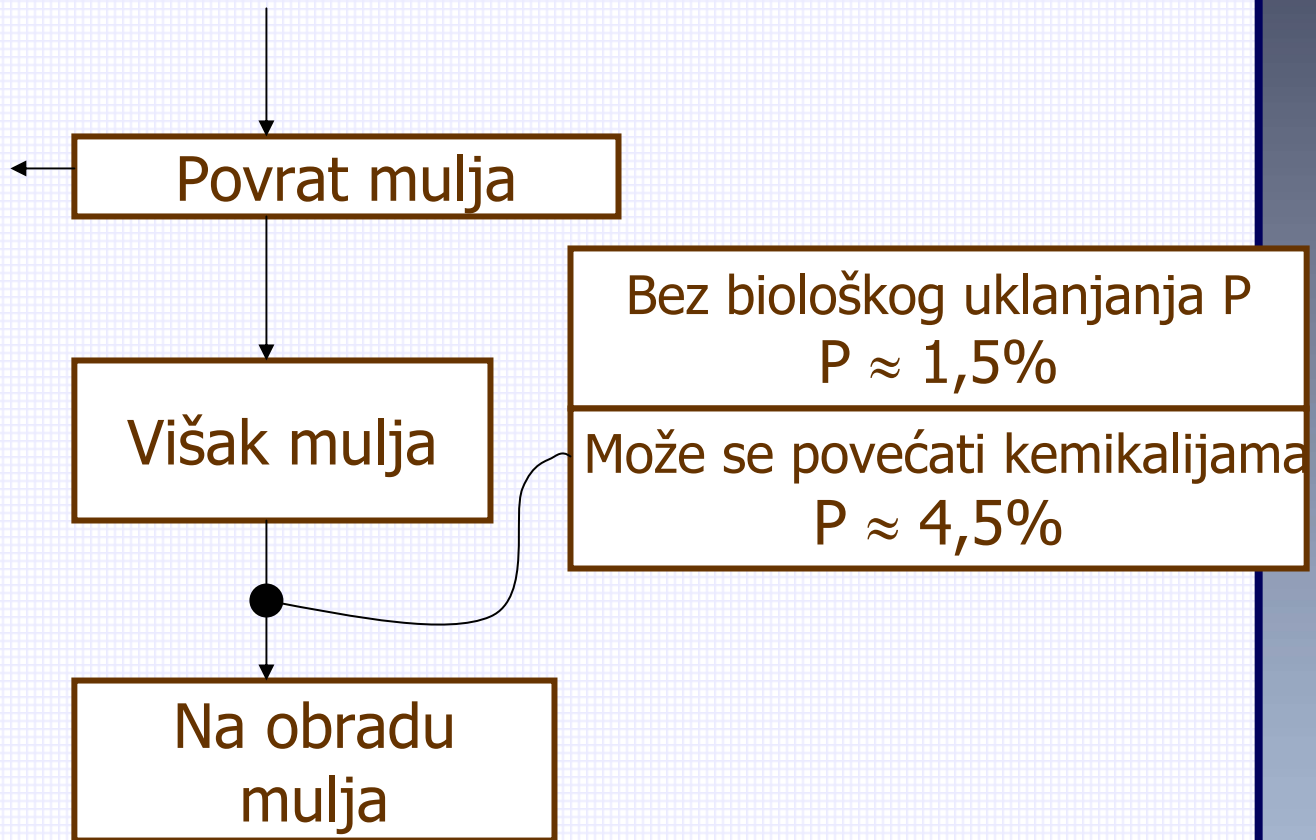 Povrat mulja
Bez biološkog uklanjanja P
P ≈ 1,5%
Višak mulja
Može se povećati kemikalijama
P ≈ 4,5%
Na obradu
mulja